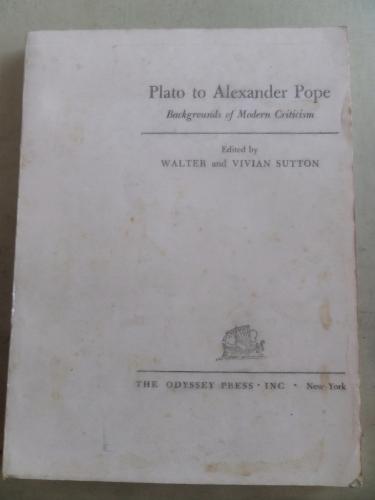 Plato to Alexander Pope
Backgrounds of Modern Criticism
Edited by
WALTER and VIVIAN SUTTON
THE ODYSSEY PRESS · INC · New York